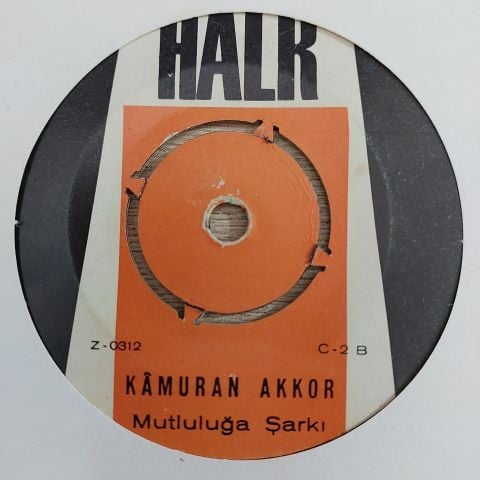 HALK
Z-0312 C-2 B
KÂMURAN AKKOR
Mutluluğa Şarkı